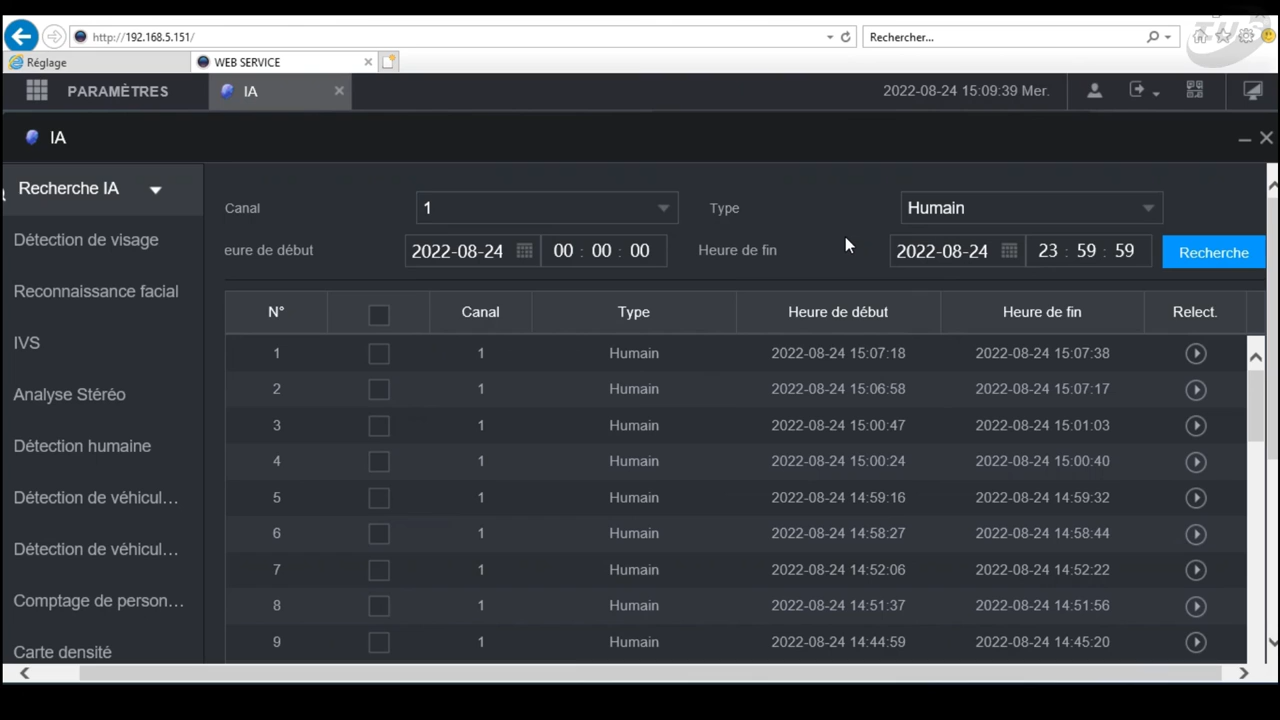 http://192.168.5.151/
Rechercher...
Réglage
WEB SERVICE
PARAMÈTRES
IA
2022-08-24 15:09:39 Mer.
IA
Recherche IA
Détection de visage
Reconnaissance facial
IVS
Analyse Stéréo
Détection humaine
Détection de véhicul...
Détection de véhicul...
Comptage de person...
Carte densité
Canal 1 Type Humain
eure de début 2022-08-24 00 : 00 : 00 Heure de fin 2022-08-24 23 : 59 : 59 Recherche
N° Canal Type Heure de début Heure de fin Relect.
1 1 Humain 2022-08-24 15:07:18 2022-08-24 15:07:38
2 1 Humain 2022-08-24 15:06:58 2022-08-24 15:07:17
3 1 Humain 2022-08-24 15:00:47 2022-08-24 15:01:03
4 1 Humain 2022-08-24 15:00:24 2022-08-24 15:00:40
5 1 Humain 2022-08-24 14:59:16 2022-08-24 14:59:32
6 1 Humain 2022-08-24 14:58:27 2022-08-24 14:58:44
7 1 Humain 2022-08-24 14:52:06 2022-08-24 14:52:22
8 1 Humain 2022-08-24 14:51:37 2022-08-24 14:51:56
9 1 Humain 2022-08-24 14:44:59 2022-08-24 14:45:20